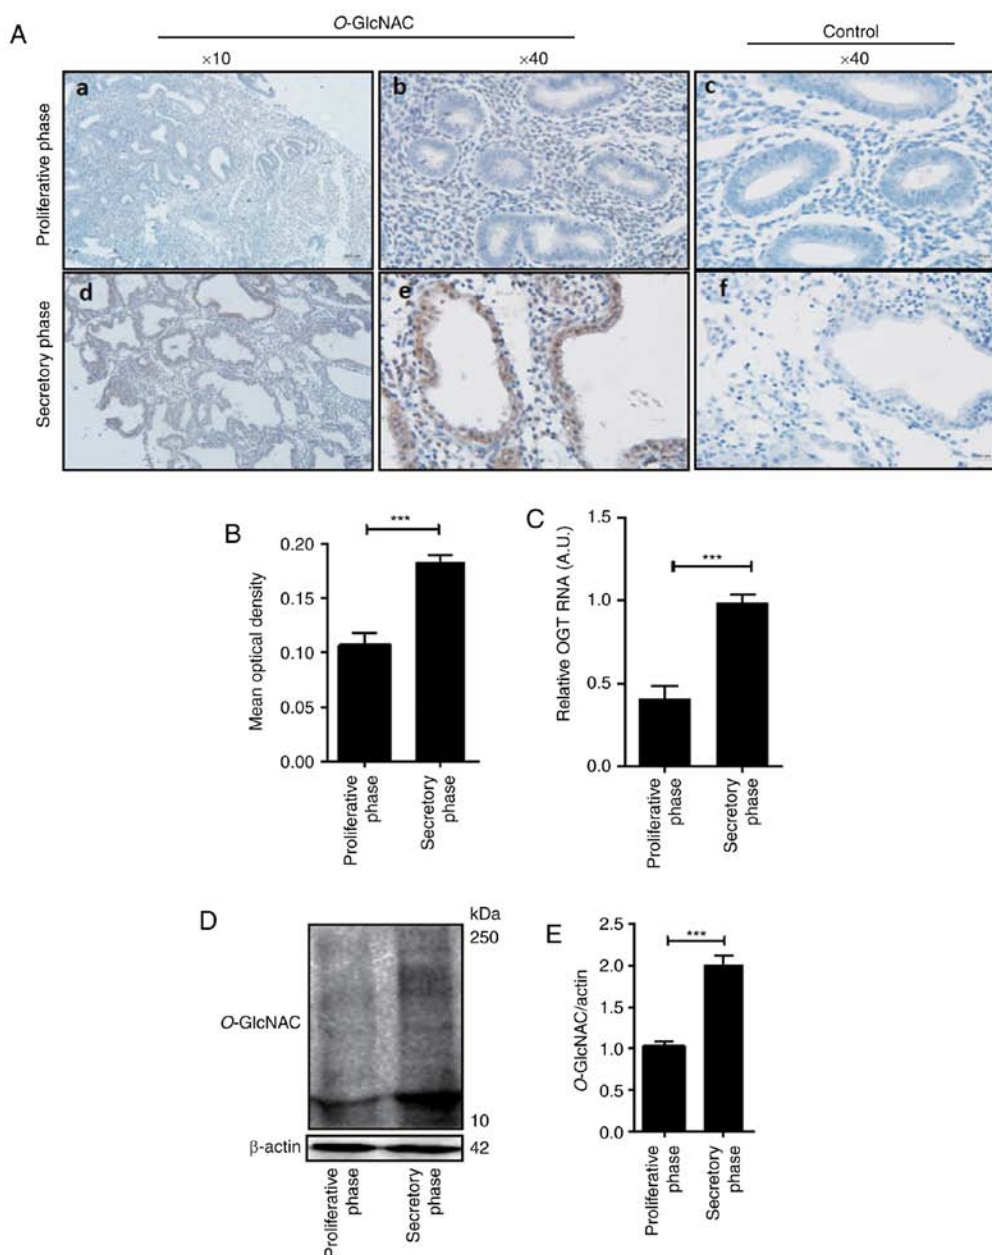 A
O-GlcNAC
Control
×10
×40
×40
Proliferative phase
a
b
c
Secretory phase
d
e
f
B
***
Mean optical density
0.20
0.15
0.10
0.05
0.00
Proliferative
phase
Secretory
phase
C
***
Relative OGT RNA (A.U.)
1.5
1.0
0.5
0.0
Proliferative
phase
Secretory
phase
D
kDa
250
O-GlcNAC
10
β-actin
42
Proliferative
phase
Secretory
phase
E
***
O-GlcNAC/actin
2.5
2.0
1.5
1.0
0.5
0.0
Proliferative
phase
Secretory
phase